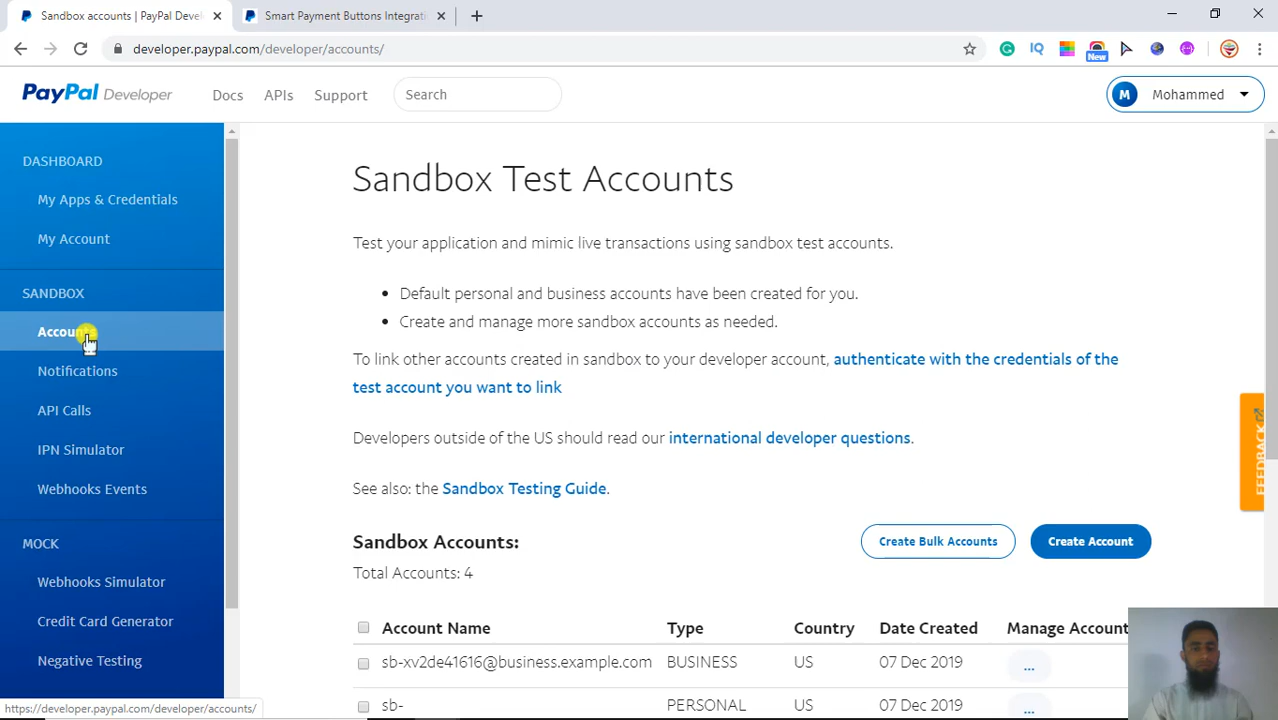 Sandbox accounts | PayPal Deve
Smart Payment Buttons Integrati
developer.paypal.com/developer/accounts/
New
PayPal Developer
Docs
APIs
Support
Search
M
Mohammed
DASHBOARD
My Apps & Credentials
My Account
SANDBOX
Accounts
Notifications
API Calls
IPN Simulator
Webhooks Events
MOCK
Webhooks Simulator
Credit Card Generator
Negative Testing
https://developer.paypal.com/developer/accounts/
Sandbox Test Accounts
Test your application and mimic live transactions using sandbox test accounts.
Default personal and business accounts have been created for you.
Create and manage more sandbox accounts as needed.
To link other accounts created in sandbox to your developer account, authenticate with the credentials of the
test account you want to link
Developers outside of the US should read our international developer questions.
See also: the Sandbox Testing Guide.
Sandbox Accounts:
Create Bulk Accounts
Create Account
Total Accounts: 4
Account Name Type Country Date Created Manage Account
sb-xv2de41616@business.example.com BUSINESS US 07 Dec 2019 ...
sb- PERSONAL US 07 Dec 2019 ...
FEEDBACK
IQ